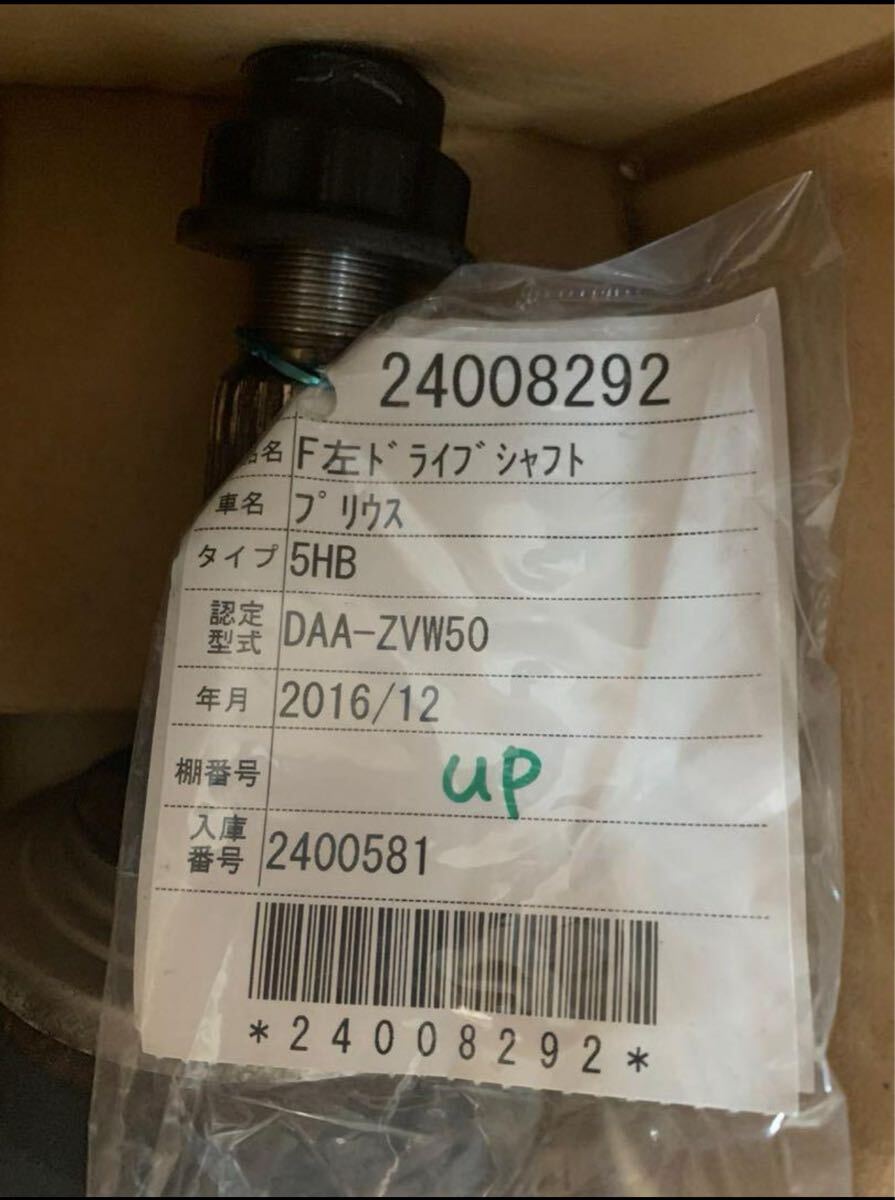 24008292
名 F左ﾄﾞﾗｲﾌﾞｼｬﾌﾄ
車名 ﾌﾟﾘｳｽ
タイプ 5HB
認定型式 DAA-ZVW50
年月 2016/12
棚番号 up
入庫番号 2400581
*24008292*